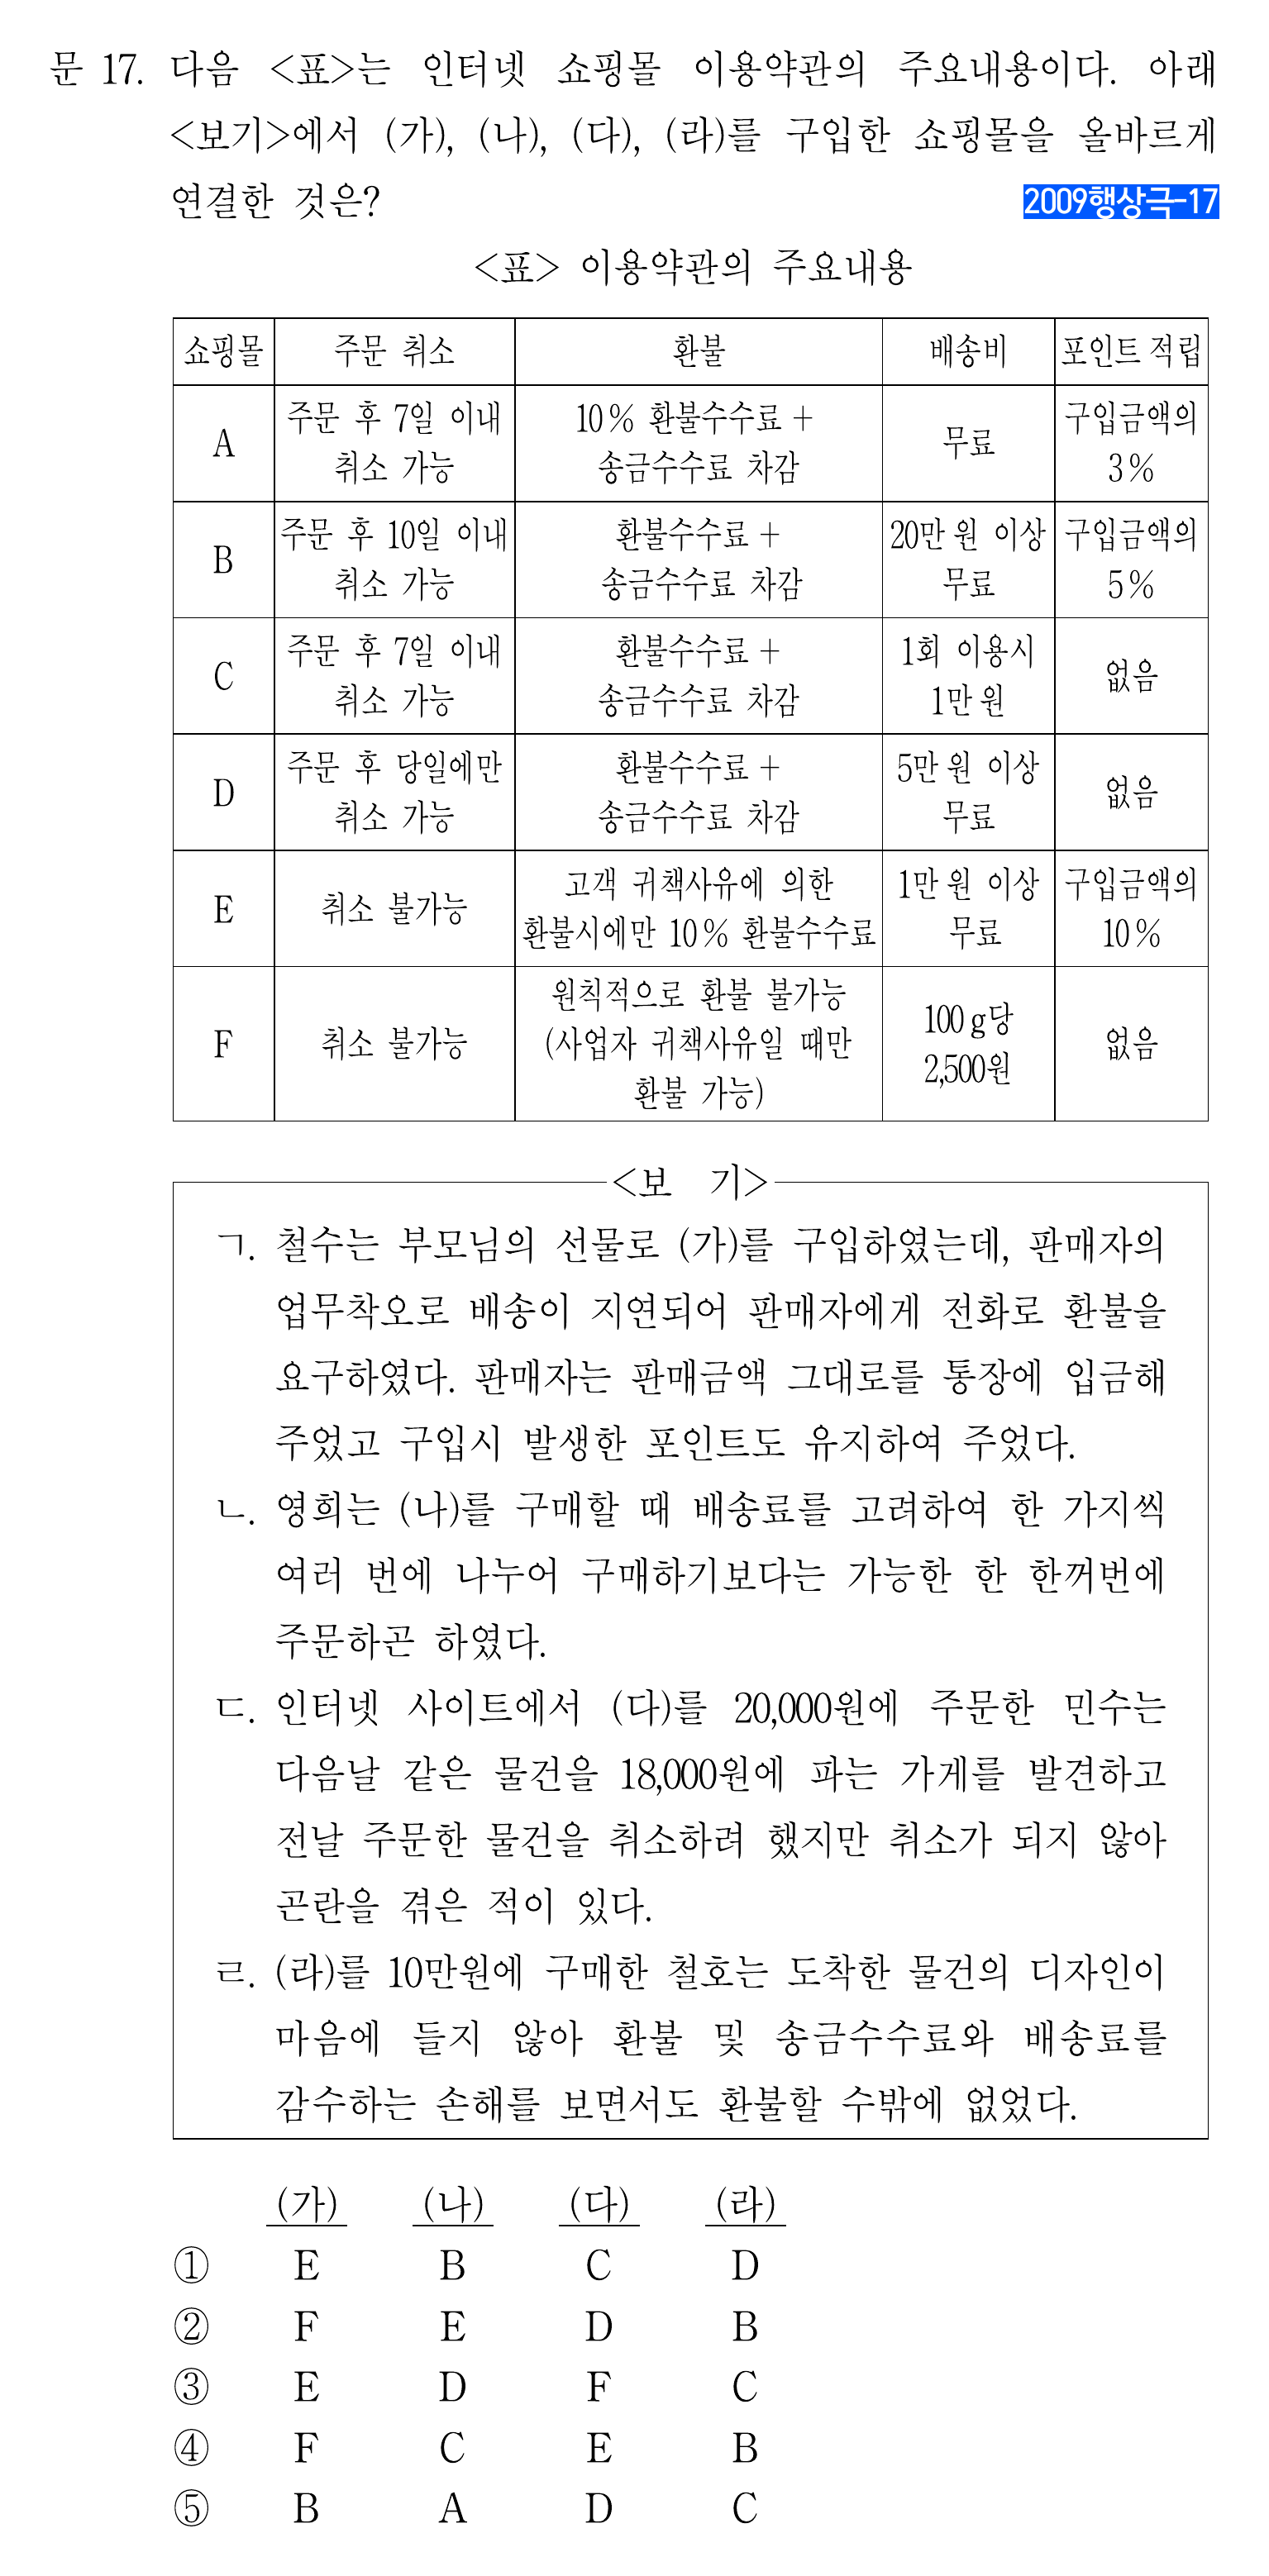 문 17. 다음 <표>는 인터넷 쇼핑몰 이용약관의 주요내용이다. 아래
<보기>에서 (가), (나), (다), (라)를 구입한 쇼핑몰을 올바르게
연결한 것은?
2009행상극-17
<표> 이용약관의 주요내용
쇼핑몰 주문 취소 환불 배송비 포인트 적립
A 주문 후 7일 이내 취소 가능 10% 환불수수료 + 송금수수료 차감 무료 구입금액의 3%
B 주문 후 10일 이내 취소 가능 환불수수료 + 송금수수료 차감 20만 원 이상 무료 구입금액의 5%
C 주문 후 7일 이내 취소 가능 환불수수료 + 송금수수료 차감 1회 이용시 1만 원 없음
D 주문 후 당일에만 취소 가능 환불수수료 + 송금수수료 차감 5만 원 이상 무료 없음
E 취소 불가능 고객 귀책사유에 의한 환불시에만 10% 환불수수료 1만 원 이상 무료 구입금액의 10%
F 취소 불가능 원칙적으로 환불 불가능 (사업자 귀책사유일 때만 환불 가능) 100 g당 2,500원 없음
<보 기>
ㄱ. 철수는 부모님의 선물로 (가)를 구입하였는데, 판매자의
업무착오로 배송이 지연되어 판매자에게 전화로 환불을
요구하였다. 판매자는 판매금액 그대로를 통장에 입금해
주었고 구입시 발생한 포인트도 유지하여 주었다.
ㄴ. 영희는 (나)를 구매할 때 배송료를 고려하여 한 가지씩
여러 번에 나누어 구매하기보다는 가능한 한 한꺼번에
주문하곤 하였다.
ㄷ. 인터넷 사이트에서 (다)를 20,000원에 주문한 민수는
다음날 같은 물건을 18,000원에 파는 가게를 발견하고
전날 주문한 물건을 취소하려 했지만 취소가 되지 않아
곤란을 겪은 적이 있다.
ㄹ. (라)를 10만원에 구매한 철호는 도착한 물건의 디자인이
마음에 들지 않아 환불 및 송금수수료와 배송료를
감수하는 손해를 보면서도 환불할 수밖에 없었다.
(가) (나) (다) (라)
① E B C D
② F E D B
③ E D F C
④ F C E B
⑤ B A D C